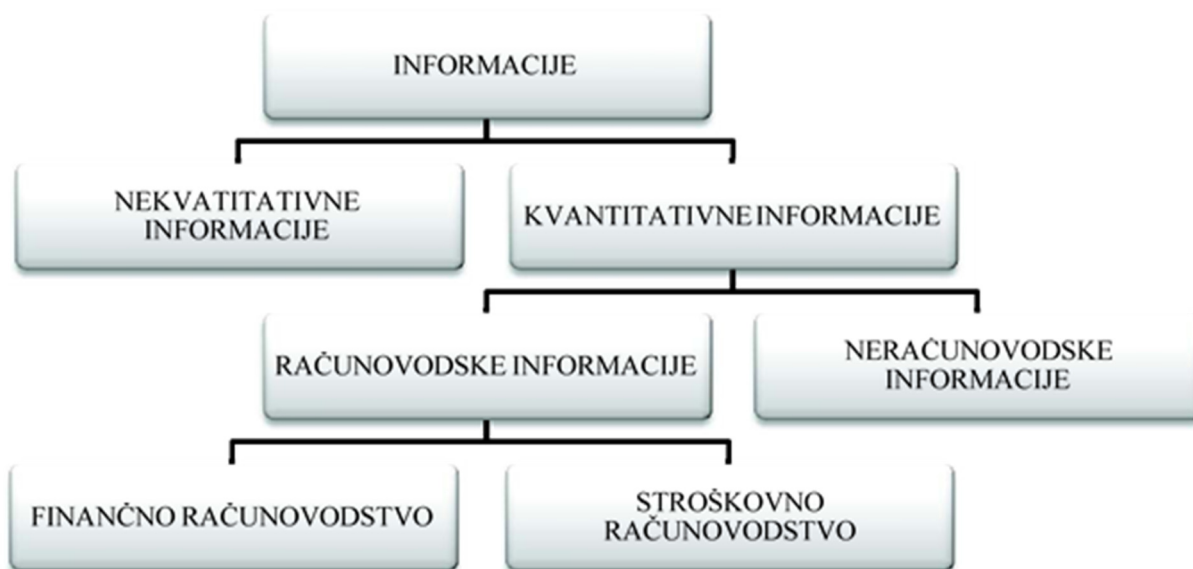 INFORMACIJE
NEKVATITATIVNE
INFORMACIJE
KVANTITATIVNE INFORMACIJE
RAČUNOVODSKE INFORMACIJE
NERAČUNOVODSKE
INFORMACIJE
FINANČNO RAČUNOVODSTVO
STROŠKOVNO
RAČUNOVODSTVO